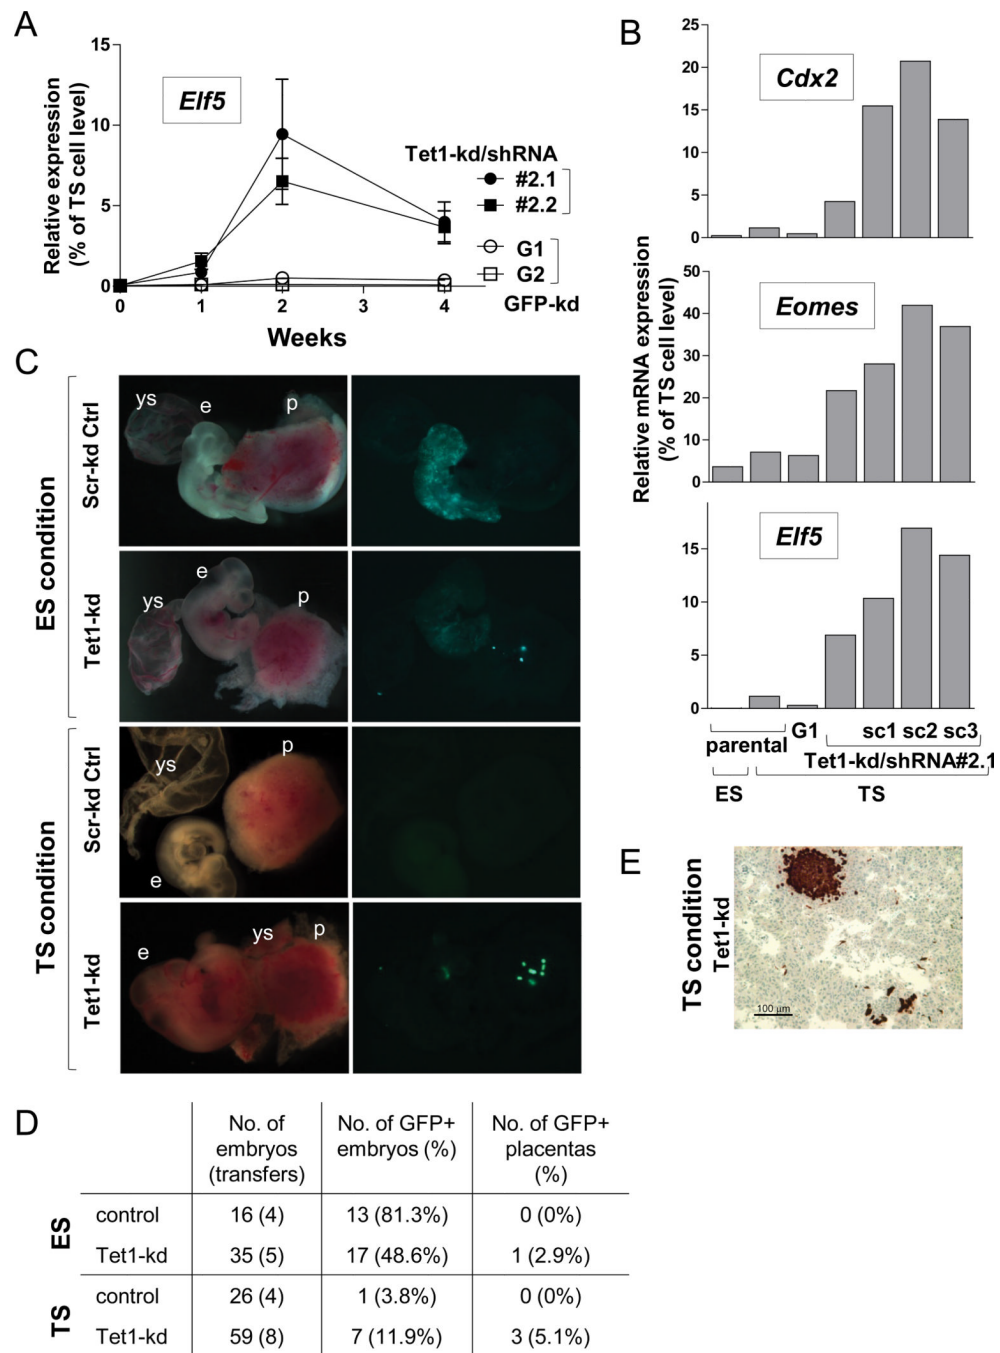 A
Relative expression
(% of TS cell level)
15
10
5
0
Elf5
0
1
2
3
4
Weeks
Tet1-kd/shRNA
#2.1
#2.2
G1
G2
GFP-kd
B
Relative mRNA expression
(% of TS cell level)
25
20
15
10
5
0
Cdx2
50
40
30
20
10
0
Eomes
15
10
5
0
Elf5
parental
G1
sc1 sc2 sc3
Tet1-kd/shRNA#2.1
ES
TS
C
ES condition
Scr-kd Ctrl
ys
e
p
Tet1-kd
ys
e
p
TS condition
Scr-kd Ctrl
ys
p
e
Tet1-kd
e
ys
p
E
TS condition
Tet1-kd
100 µm
D
No. of embryos (transfers)
No. of GFP+ embryos (%)
No. of GFP+ placentas (%)
ES
control 16 (4) 13 (81.3%) 0 (0%)
Tet1-kd 35 (5) 17 (48.6%) 1 (2.9%)
TS
control 26 (4) 1 (3.8%) 0 (0%)
Tet1-kd 59 (8) 7 (11.9%) 3 (5.1%)